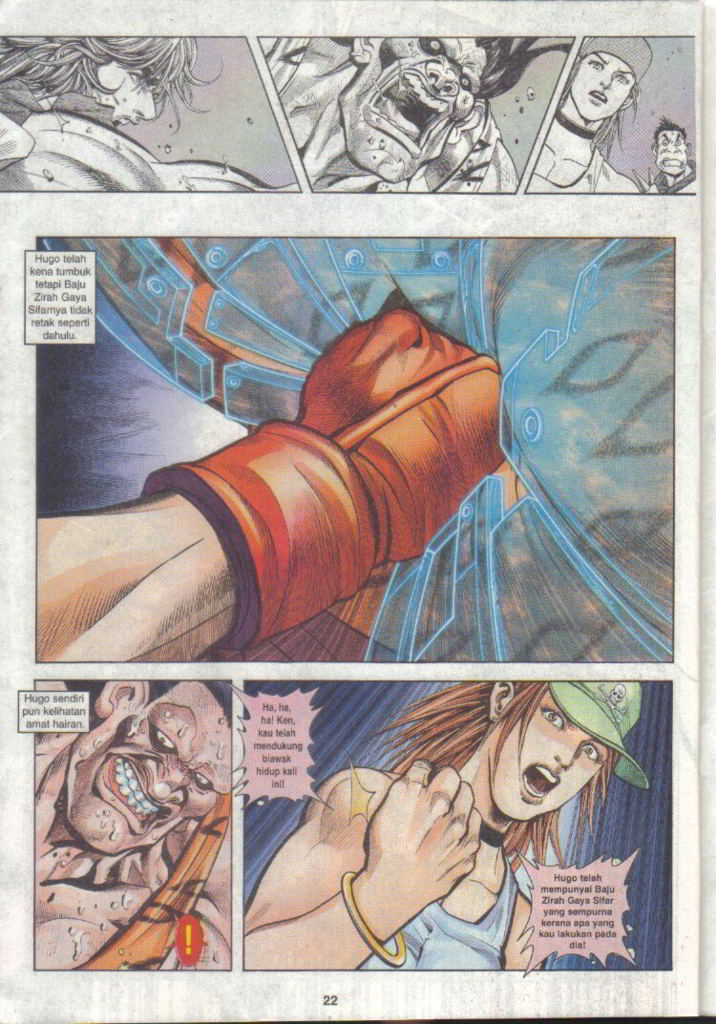 Hugo telah
kena tumbuk
tetapi Baju
Zirah Gaya
Sifarnya tidak
retak seperti
dahulu.
Hugo sendiri
pun kelihatan
amat hairan.
!
Ha, ha,
ha! Ken,
kau telah
mendukung
biawak
hidup kali
ini!
Hugo telah
mempunyai Baju
Zirah Gaya Sifar
yang sempurna
kerana apa yang
kau lakukan pada
dia!
22